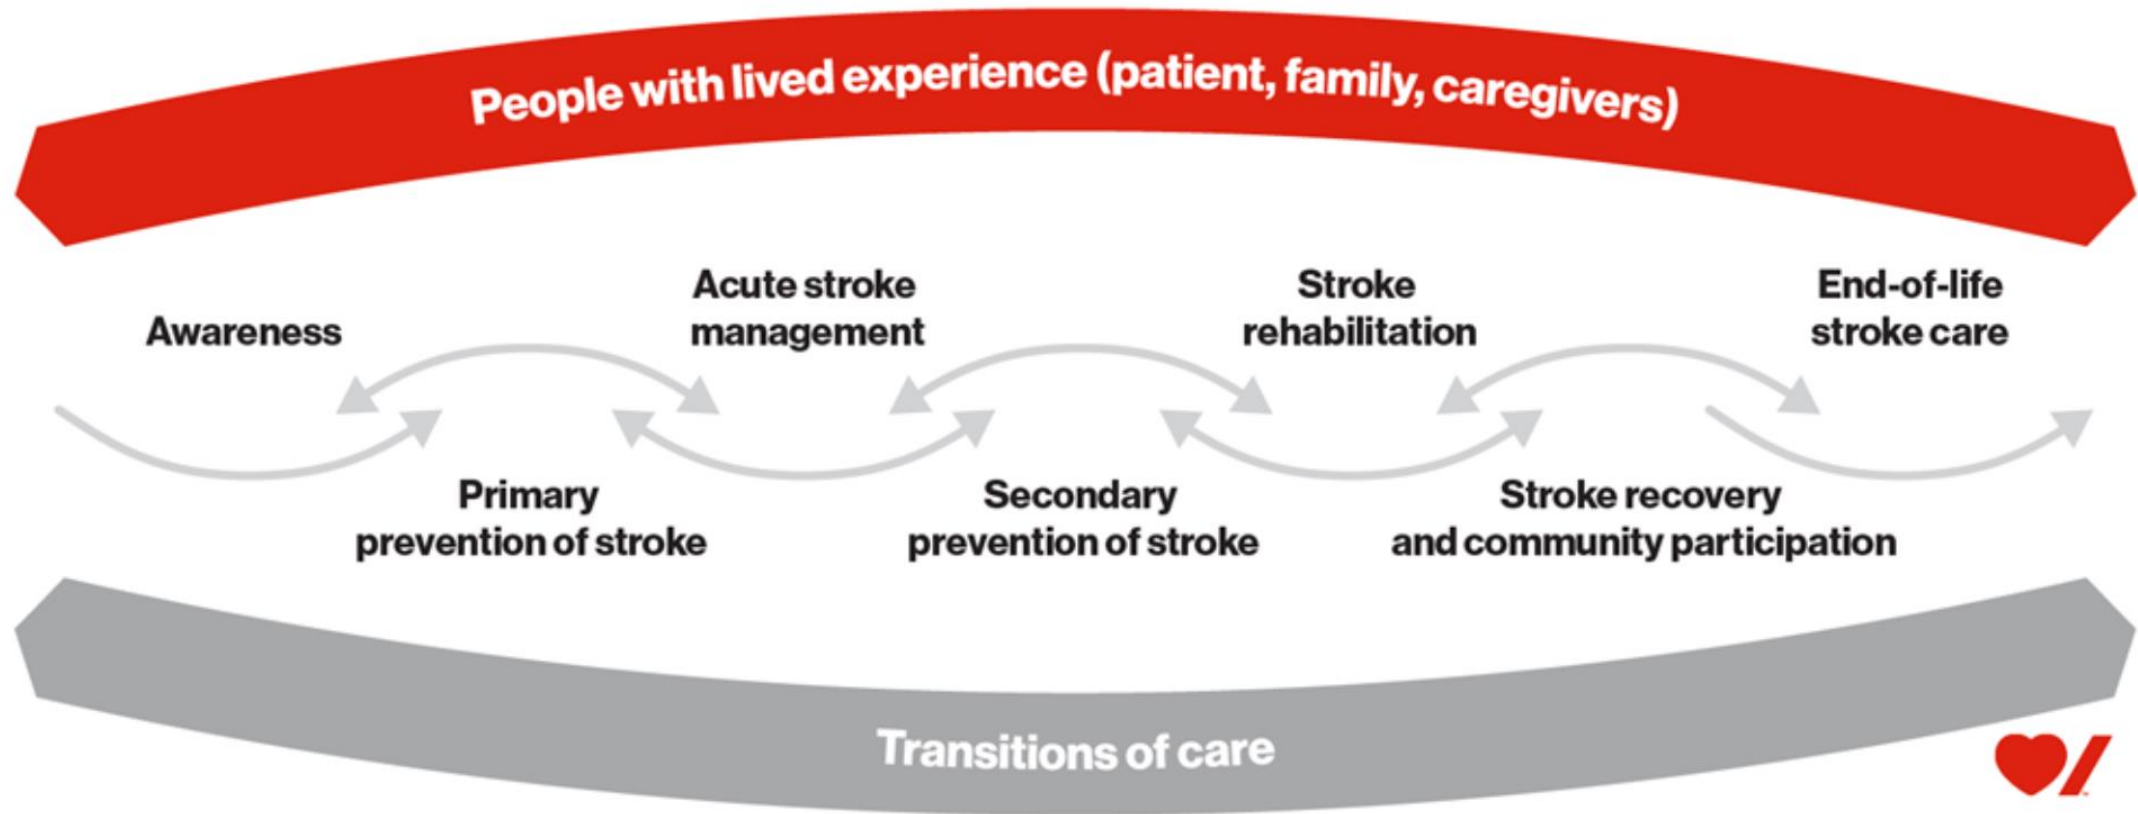 People with lived experience (patient, family, caregivers)
Awareness
Primary
prevention of stroke
Acute stroke
management
Secondary
prevention of stroke
Stroke
rehabilitation
Stroke recovery
and community participation
End-of-life
stroke care
Transitions of care